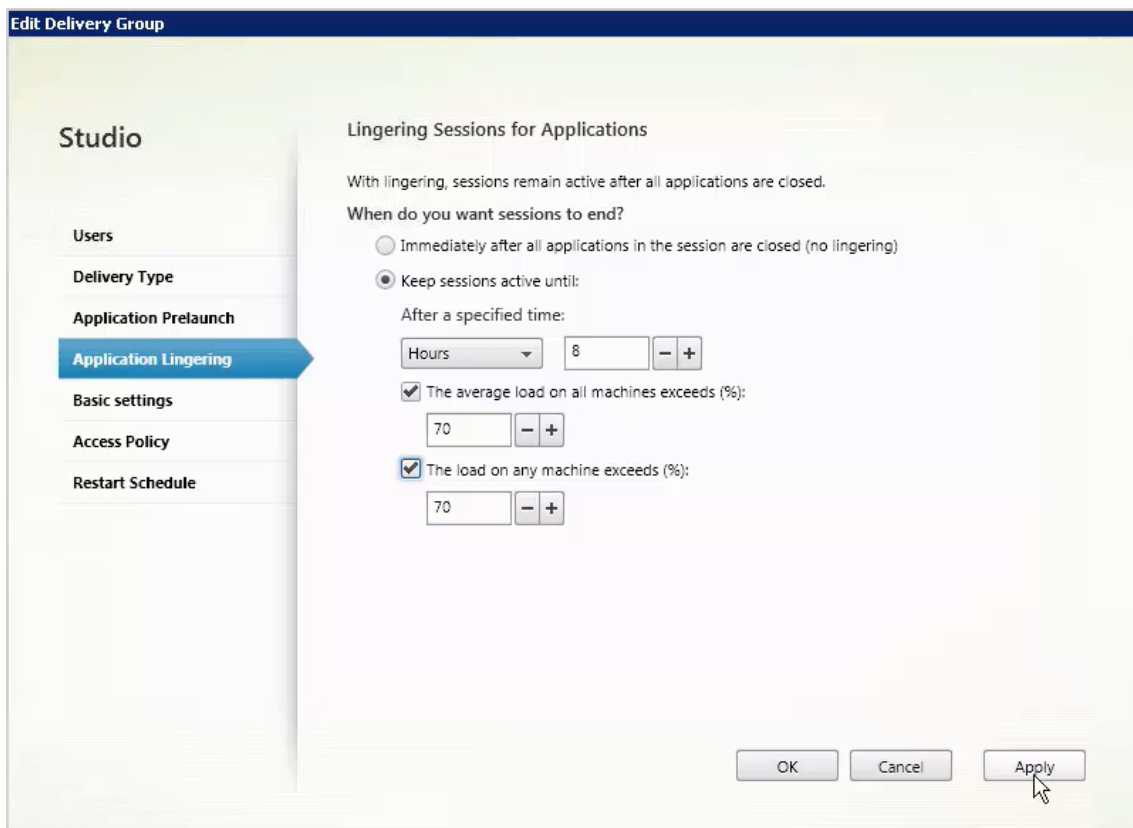 Edit Delivery Group
Studio
Users
Delivery Type
Application Prelaunch
Application Lingering
Basic settings
Access Policy
Restart Schedule
Lingering Sessions for Applications
With lingering, sessions remain active after all applications are closed.
When do you want sessions to end?
Immediately after all applications in the session are closed (no lingering)
Keep sessions active until:
After a specified time:
Hours 8 − +
The average load on all machines exceeds (%):
70 − +
The load on any machine exceeds (%):
70 − +
OK Cancel Apply